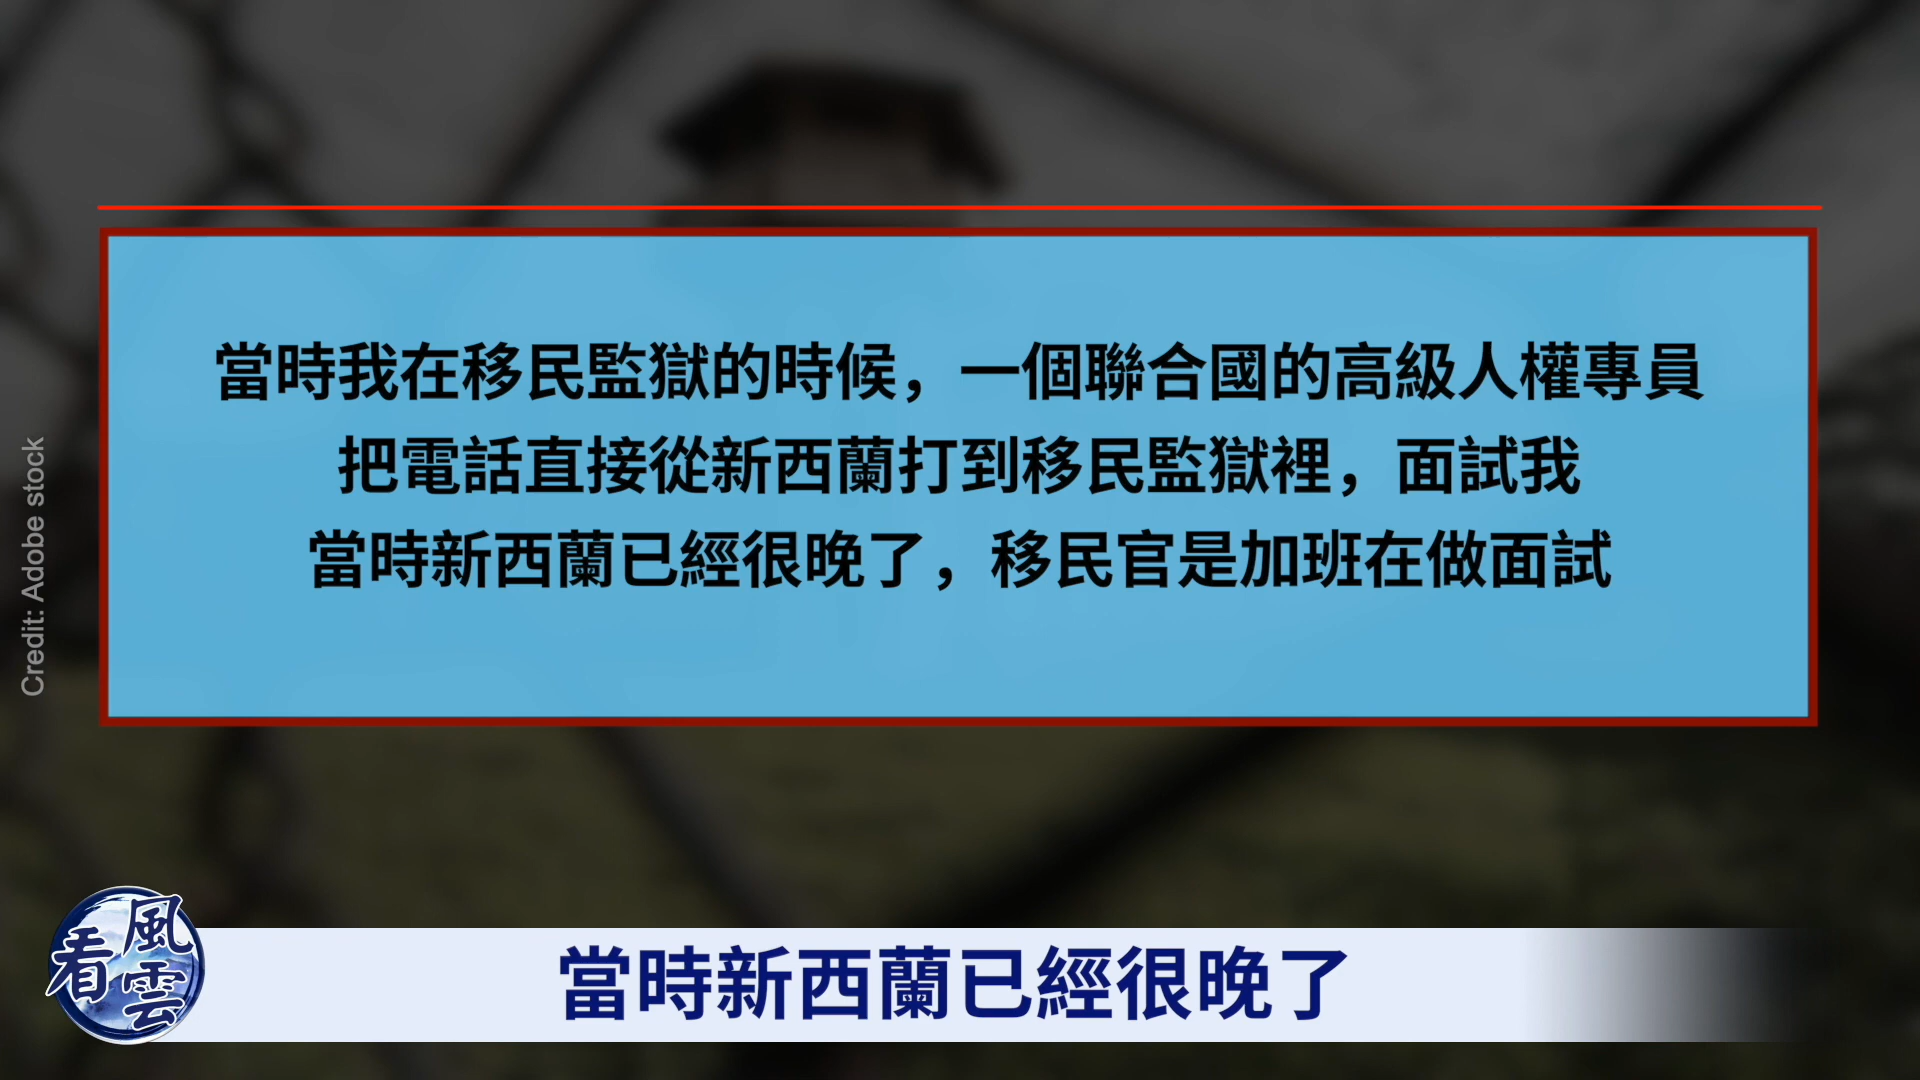 當時我在移民監獄的時候，一個聯合國的高級人權專員
把電話直接從新西蘭打到移民監獄裡，面試我
當時新西蘭已經很晚了，移民官是加班在做面試
Credit: Adobe stock
風雲
看
當時新西蘭已經很晚了